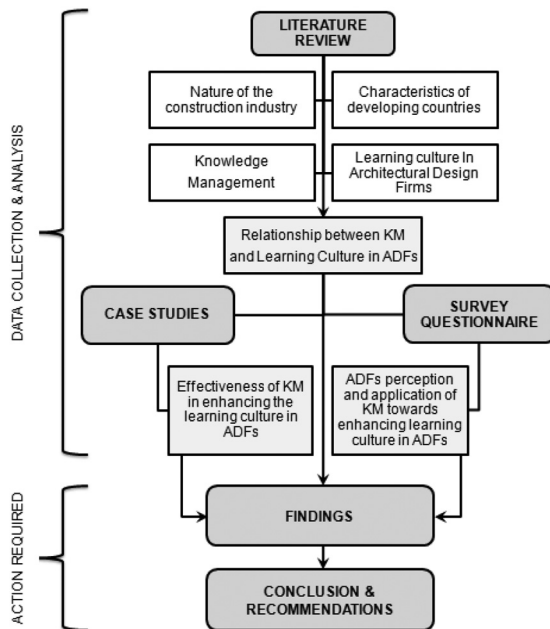 LITERATURE
REVIEW
Nature of the
construction industry
Characteristics of
developing countries
Knowledge
Management
Learning culture In
Architectural Design
Firms
Relationship between KM
and Learning Culture in ADFs
CASE STUDIES
SURVEY
QUESTIONNAIRE
Effectiveness of KM
in enhancing the
learning culture in
ADFs
ADFs perception
and application of
KM towards
enhancing learning
culture in ADFs
DATA COLLECTION & ANALYSIS
FINDINGS
CONCLUSION &
RECOMMENDATIONS
ACTION REQUIRED